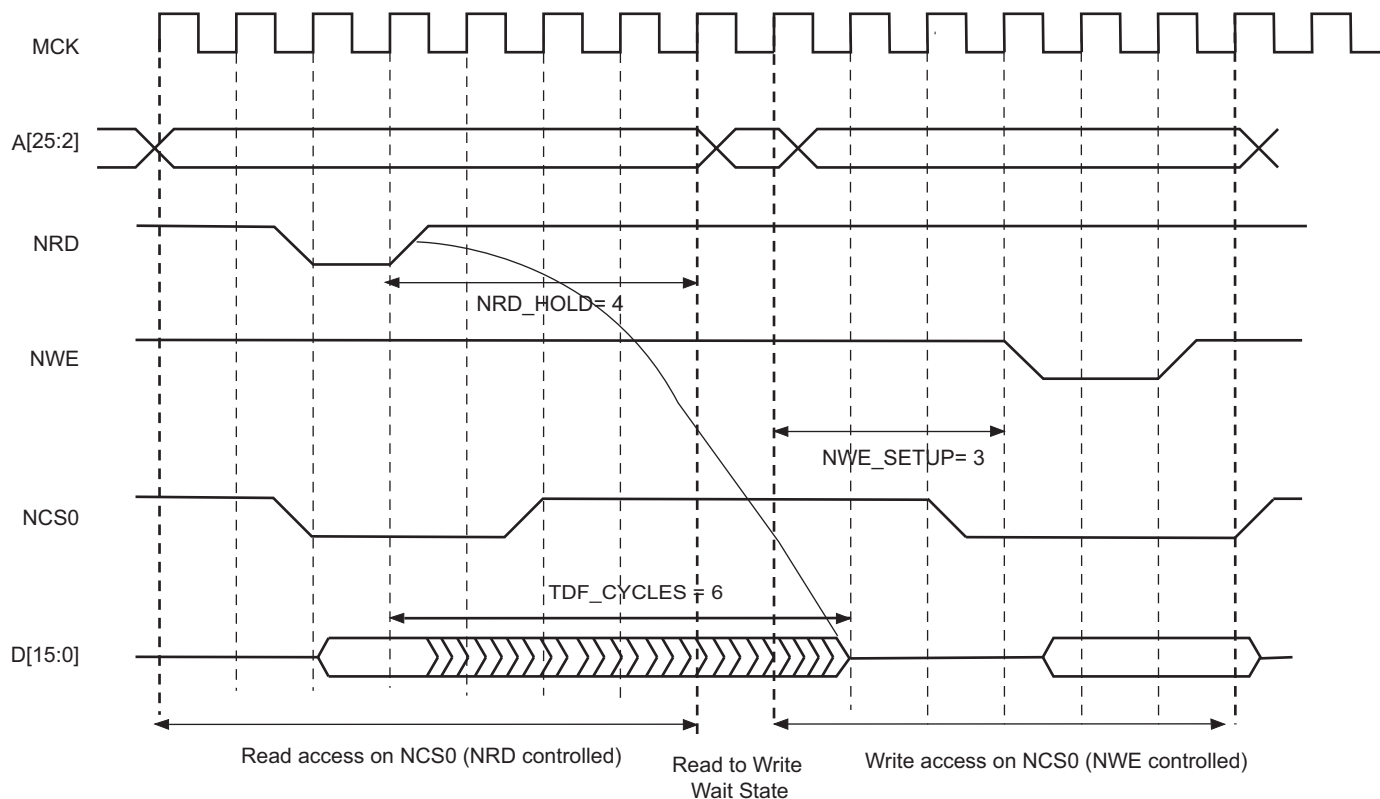 MCK
A[25:2]
NRD
NRD_HOLD= 4
NWE
NWE_SETUP= 3
NCS0
TDF_CYCLES = 6
D[15:0]
Read access on NCS0 (NRD controlled)
Read to Write
Wait State
Write access on NCS0 (NWE controlled)